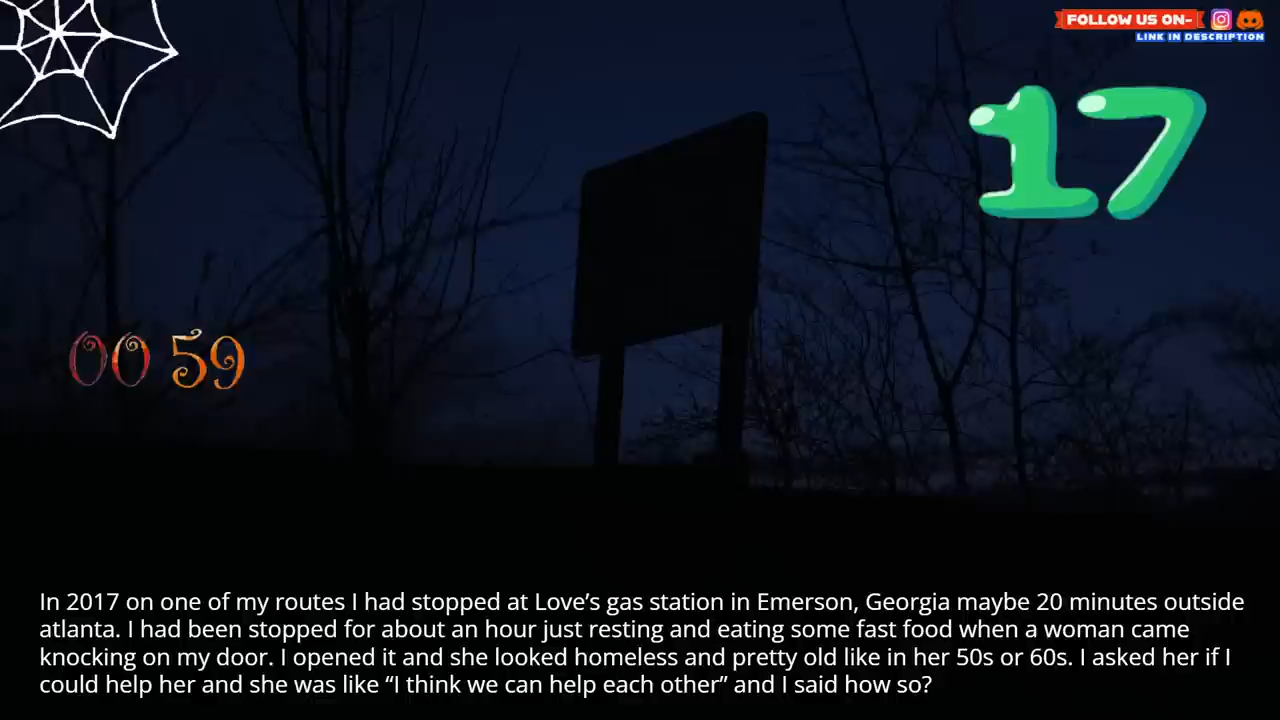 FOLLOW US ON-
LINK IN DESCRIPTION
17
00 59
In 2017 on one of my routes I had stopped at Love’s gas station in Emerson, Georgia maybe 20 minutes outside
atlanta. I had been stopped for about an hour just resting and eating some fast food when a woman came
knocking on my door. I opened it and she looked homeless and pretty old like in her 50s or 60s. I asked her if I
could help her and she was like “I think we can help each other” and I said how so?